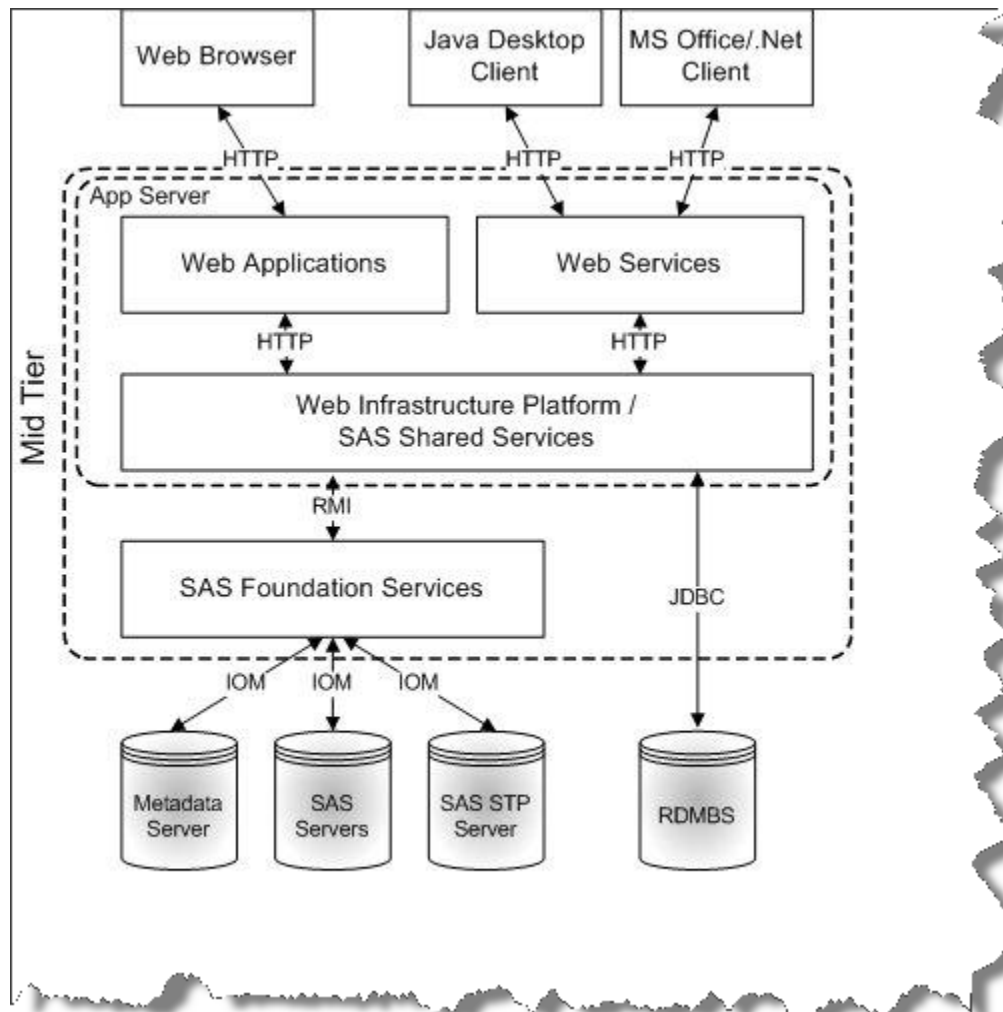 Web Browser
Java Desktop
Client
MS Office/.Net
Client
HTTP
HTTP
HTTP
App Server
Web Applications
Web Services
HTTP
HTTP
Mid Tier
Web Infrastructure Platform /
SAS Shared Services
RMI
SAS Foundation Services
JDBC
IOM
IOM
IOM
Metadata
Server
SAS
Servers
SAS STP
Server
RDMBS